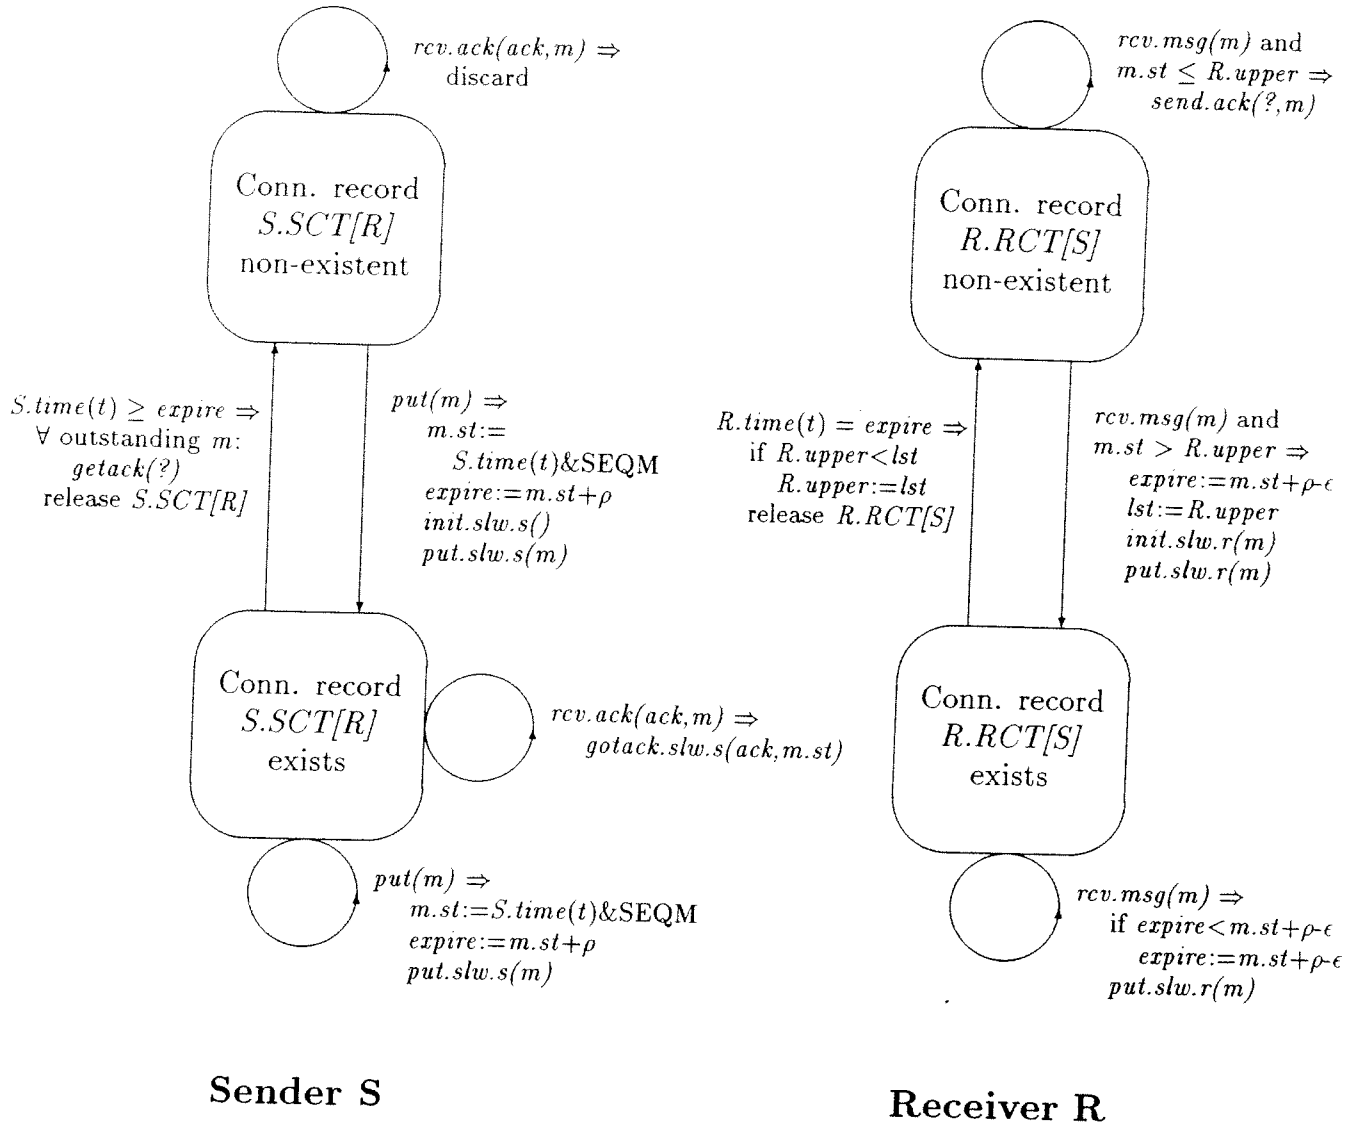 rcv.ack(ack,m) ⇒
discard
Conn. record
S.SCT[R]
non-existent
S.time(t) ≥ expire ⇒
∀ outstanding m:
getack(?)
release S.SCT[R]
put(m) ⇒
m.st:=
S.time(t)&SEQM
expire:=m.st+ρ
init.slw.s()
put.slw.s(m)
Conn. record
S.SCT[R]
exists
rcv.ack(ack,m) ⇒
gotack.slw.s(ack,m.st)
put(m) ⇒
m.st:=S.time(t)&SEQM
expire:=m.st+ρ
put.slw.s(m)
Sender S
rcv.msg(m) and
m.st ≤ R.upper ⇒
send.ack(?,m)
Conn. record
R.RCT[S]
non-existent
R.time(t) = expire ⇒
if R.upper<lst
R.upper:=lst
release R.RCT[S]
rcv.msg(m) and
m.st > R.upper ⇒
expire:=m.st+ρ-ϵ
lst:=R.upper
init.slw.r(m)
put.slw.r(m)
Conn. record
R.RCT[S]
exists
rcv.msg(m) ⇒
if expire<m.st+ρ-ϵ
expire:=m.st+ρ-ϵ
put.slw.r(m)
Receiver R